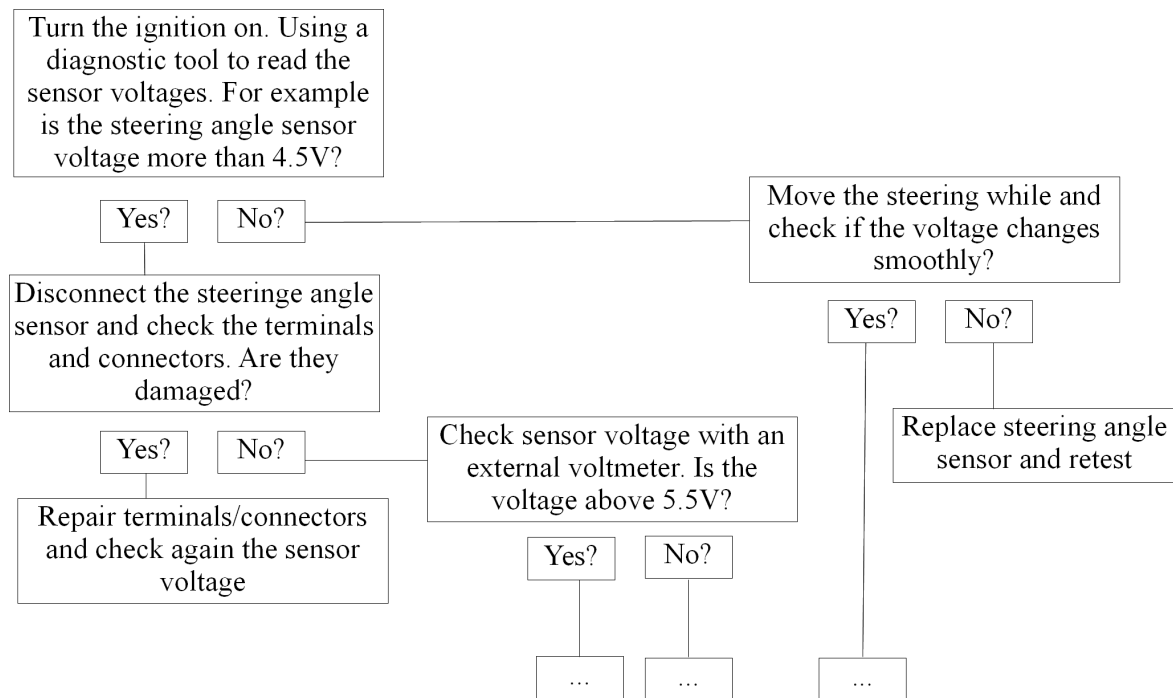 Turn the ignition on. Using a
diagnostic tool to read the
sensor voltages. For example
is the steering angle sensor
voltage more than 4.5V?
Yes?
No?
Move the steering while and
check if the voltage changes
smoothly?
Yes?
No?
Disconnect the steeringe angle
sensor and check the terminals
and connectors. Are they
damaged?
Yes?
No?
Check sensor voltage with an
external voltmeter. Is the
voltage above 5.5V?
Replace steering angle
sensor and retest
Repair terminals/connectors
and check again the sensor
voltage
Yes?
No?
...
...
...